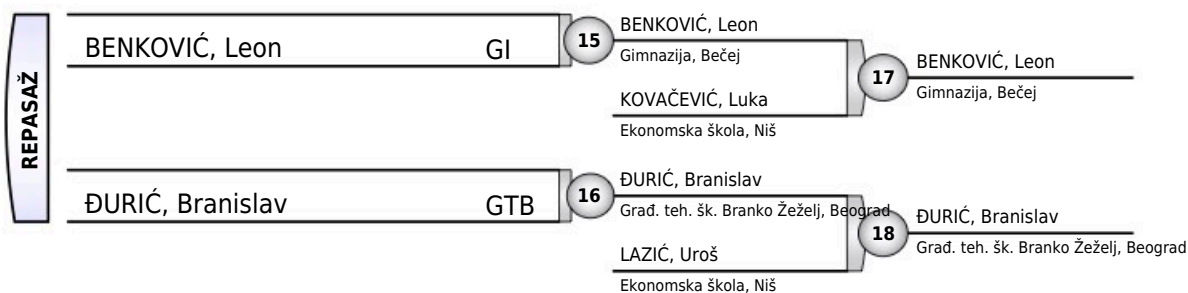 REPASAŽ
BENKOVIĆ, Leon GI
15
BENKOVIĆ, Leon
Gimnazija, Bečej
KOVAČEVIĆ, Luka
Ekonomska škola, Niš
17
BENKOVIĆ, Leon
Gimnazija, Bečej
ĐURIĆ, Branislav GTB
16
ĐURIĆ, Branislav
Građ. teh. šk. Branko Žeželj, Beograd
LAZIĆ, Uroš
Ekonomska škola, Niš
18
ĐURIĆ, Branislav
Građ. teh. šk. Branko Žeželj, Beograd